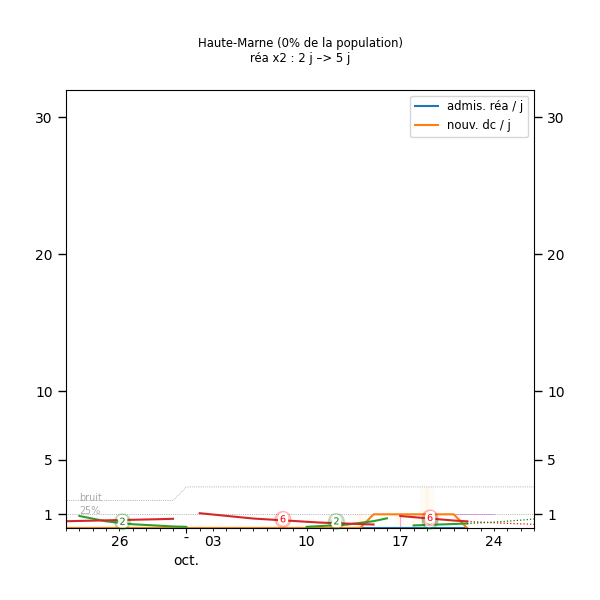 Haute-Marne (0% de la population)
réa x2 : 2 j –> 5 j
admis. réa / j
nouv. dc / j
30 30
20 20
10 10
5 5
bruit
25%
1 1
2 6 2 6
26 - 03 10 17 24
oct.